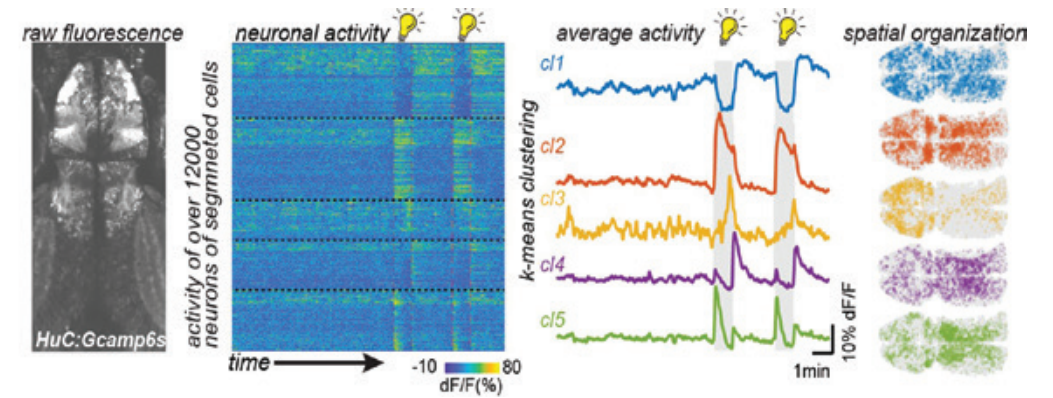 raw fluorescence
HuC:Gcamp6s
neuronal activity
activity of over 12000
neurons of segmneted cells
time
-10 80
dF/F(%)
average activity
k-means clustering
cl1
cl2
cl3
cl4
cl5
10% dF/F
1min
spatial organization